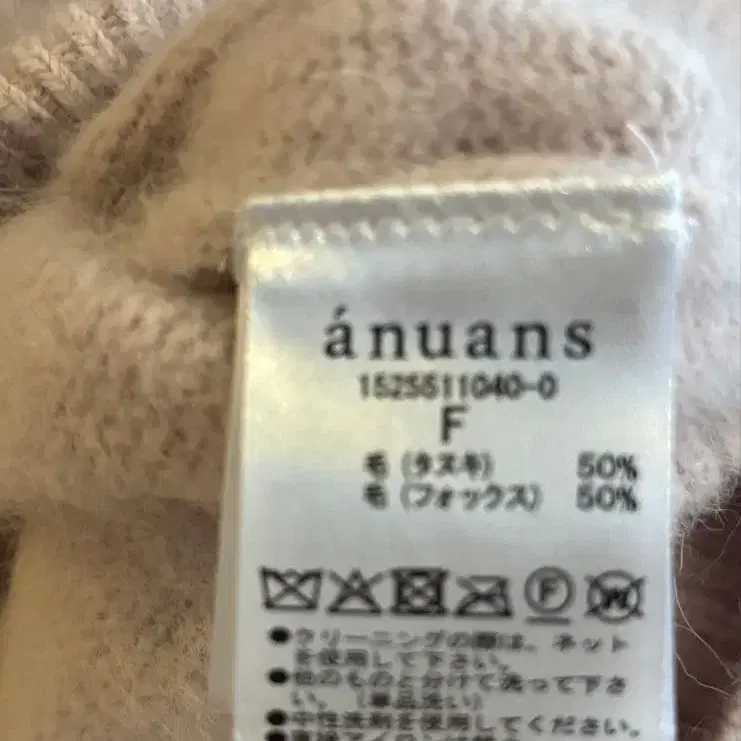 ánuans
1525511040-0
F
毛 (タヌキ) 50%
毛 (フォックス) 50%
F
W
●クリーニングの際は、ネット
を使用して下さい。
●他のものと分けて洗って下さ
い。(単品洗い)
●中性洗剤を使用してください。